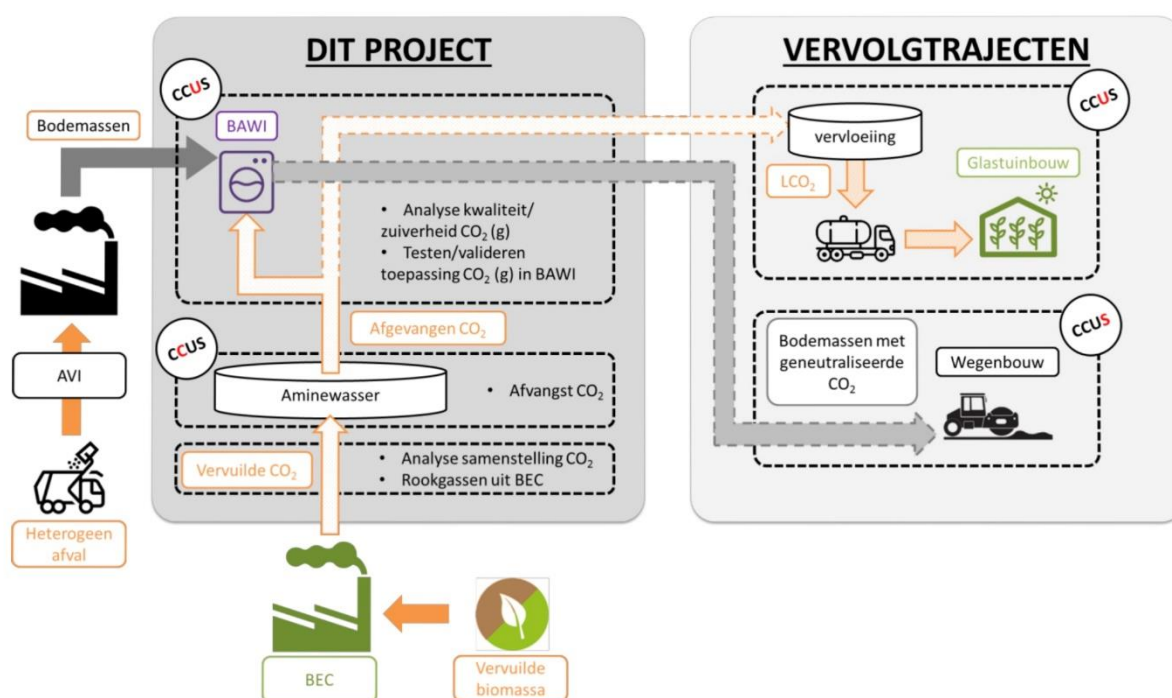 DIT PROJECT
VERVOLGTRAJECTEN
CCUS
CCUS
Bodemassen
BAWI
vervloeiing
LCO₂
Glastuinbouw
• Analyse kwaliteit/
zuiverheid CO₂ (g)
• Testen/valideren
toepassing CO₂ (g) in BAWI
Afgevangen CO₂
CCUS
CCUS
AVI
Aminewasser
• Afvangst CO₂
Bodemassen met
geneutraliseerde
CO₂
Wegenbouw
Vervuilde CO₂
• Analyse samenstelling CO₂
• Rookgassen uit BEC
Heterogeen
afval
BEC
Vervuilde
biomassa